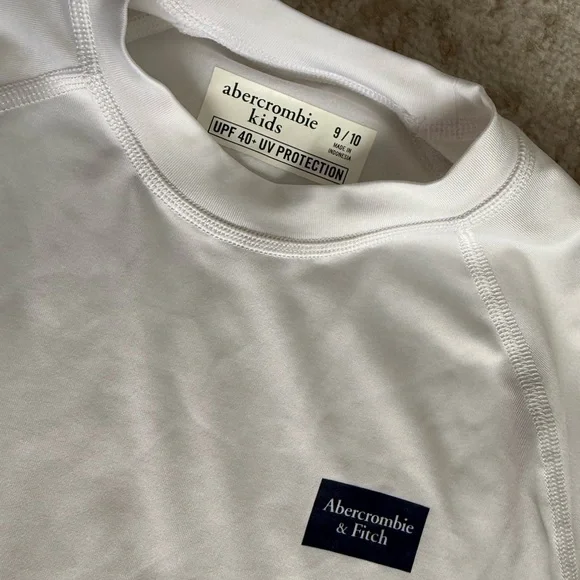 abercrombie
kids
9 / 10
MADE IN
INDONESIA
UPF 40+ UV PROTECTION
Abercrombie
& Fitch